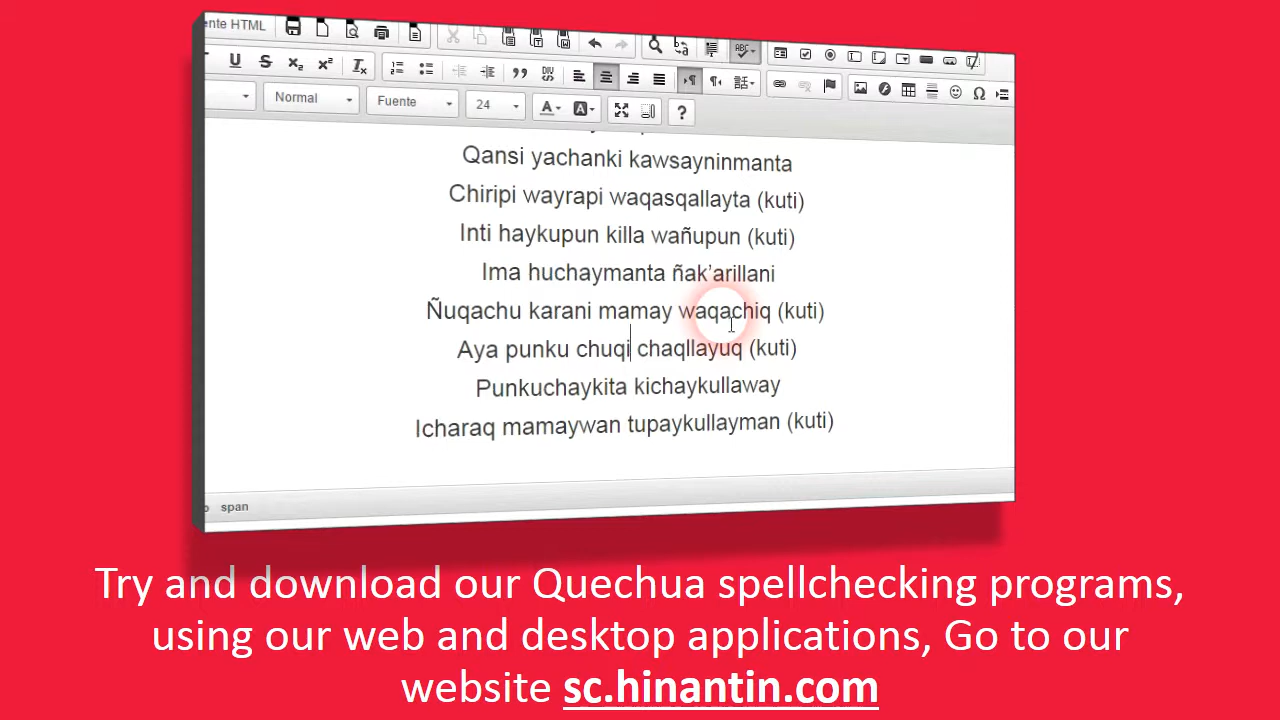 ente HTML
Normal Fuente 24
Qansi yachanki kawsayninmanta
Chiripi wayrapi waqasqallayta (kuti)
Inti haykupun killa wañupun (kuti)
Ima huchaymanta ñak'arillani
Ñuqachu karani mamay waqachiq (kuti)
Aya punku chuqi chaqllayuq (kuti)
Punkuchaykita kichaykullaway
Icharaq mamaywan tupaykullayman (kuti)
span
Try and download our Quechua spellchecking programs,
using our web and desktop applications, Go to our
website sc.hinantin.com